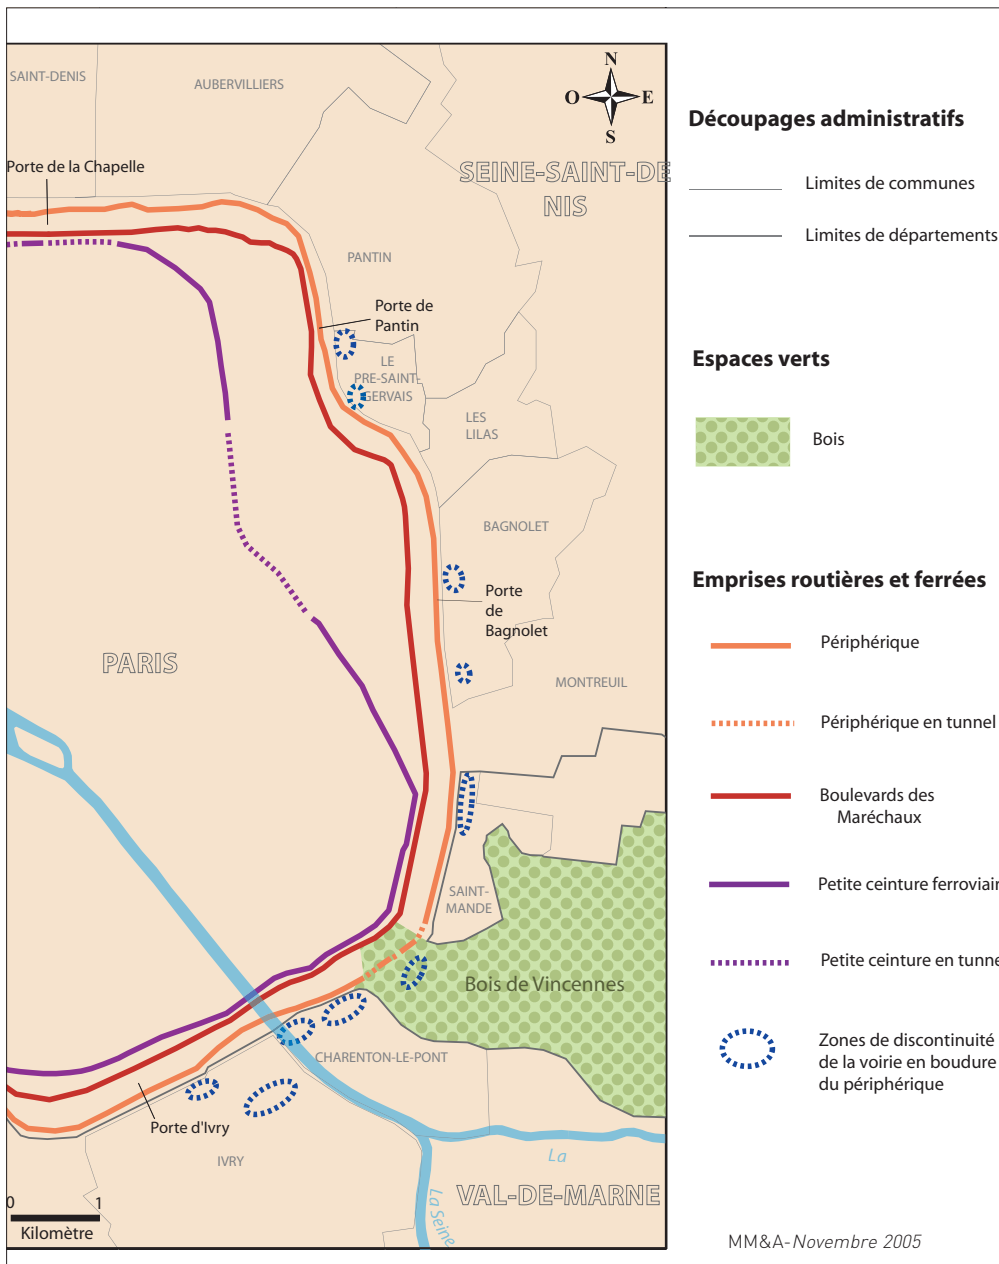 SAINT-DENIS
AUBERVILLIERS
N
O
E
S
Porte de la Chapelle
SEINE-SAINT-DE
NIS
PANTIN
Porte de
Pantin
LE
PRE-SAINT-
GERVAIS
LES
LILAS
BAGNOLET
Porte
de
Bagnolet
PARIS
MONTREUIL
SAINT-
MANDE
Bois de Vincennes
CHARENTON-LE-PONT
Porte d'Ivry
IVRY
La
La Seine
VAL-DE-MARNE
0 1
Kilomètre
Découpages administratifs
Limites de communes
Limites de départements
Espaces verts
Bois
Emprises routières et ferrées
Périphérique
Périphérique en tunnel
Boulevards des
Maréchaux
Petite ceinture ferroviair
Petite ceinture en tunne
Zones de discontinuité
de la voirie en boudure
du périphérique
MM&A-Novembre 2005